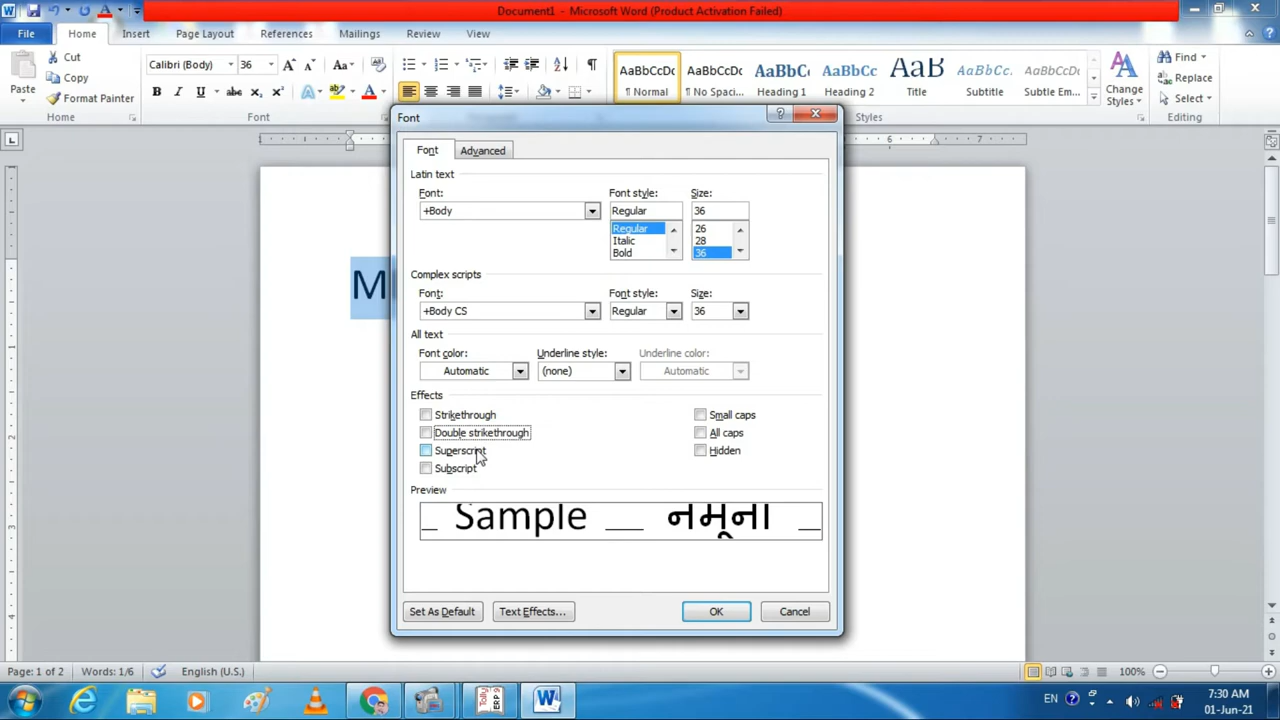 Document1 - Microsoft Word (Product Activation Failed)
File Home Insert Page Layout References Mailings Review View
Paste
Cut
Copy
Format Painter
Clipboard
Calibri (Body) 36
Font
AaBbCcDc AaBbCcDc AaBbC AaBbCc AaB AaBbCc. AaBbCcDc
¶ Normal ¶ No Spaci... Heading 1 Heading 2 Title Subtitle Subtle Em...
Change Styles
Styles
Find
Replace
Select
Editing
Font
Font Advanced
Latin text
Font: Font style: Size:
+Body Regular 36
Regular 26
Italic 28
Bold 36
Complex scripts
Font: Font style: Size:
+Body CS Regular 36
All text
Font color: Underline style: Underline color:
Automatic (none) Automatic
Effects
Strikethrough Small caps
Double strikethrough All caps
Superscript Hidden
Subscript
Preview
Sample नमूना
Set As Default Text Effects... OK Cancel
Page: 1 of 2 Words: 1/6 English (U.S.) 100%
EN 7:30 AM
01-Jun-21